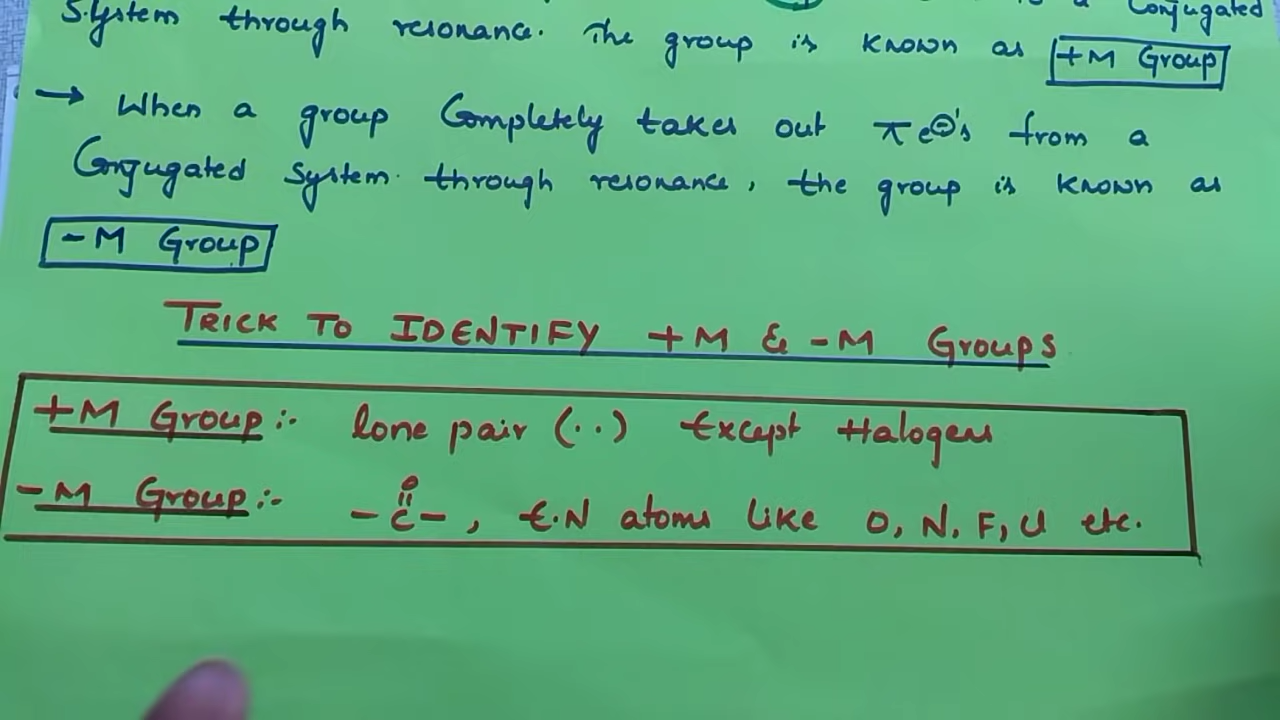 System through resonance. The group is known as +M Group
a Conjugated
→ When a group Completely takes out π e⊖'s from a
Conjugated System through resonance, the group is known as
-M Group
TRICK TO IDENTIFY +M & -M Groups
+M Group:- lone pair (··) Except Halogens
-M Group:- -C-, E.N atoms like O, N, F, Cl etc.
O